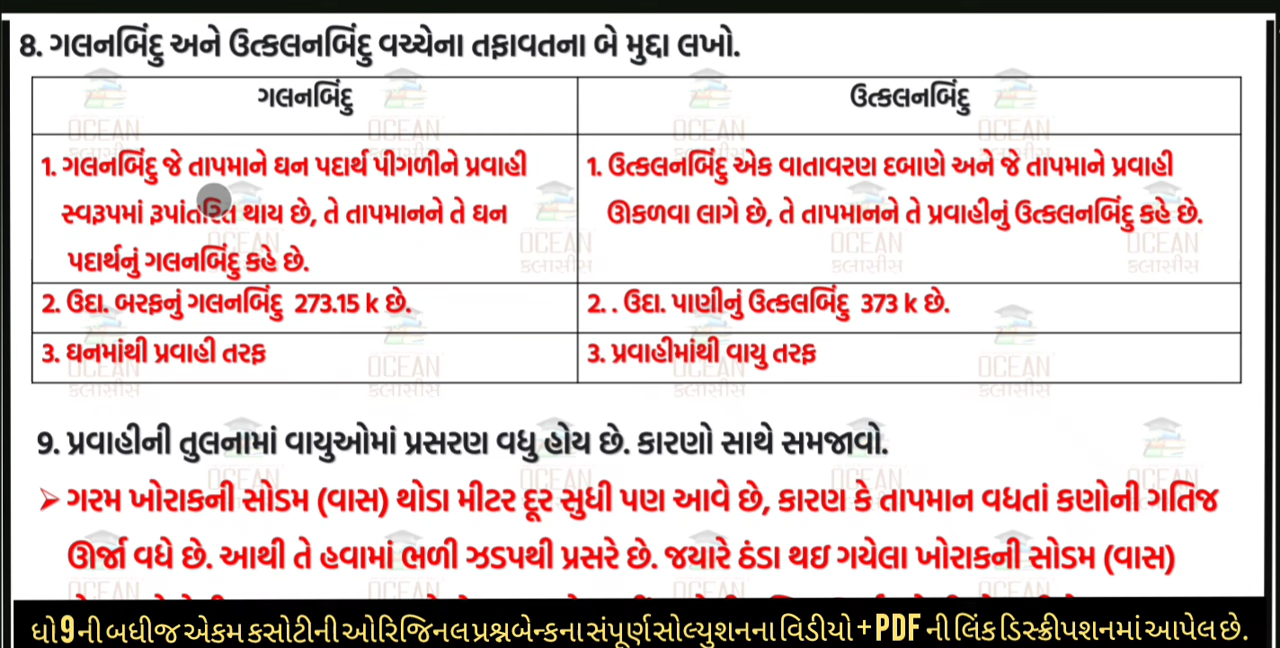 8. ગલનબિંદુ અને ઉત્કલનબિંદુ વચ્ચેના તફાવતના બે મુદ્દા લખો.
ગલનબિંદુ
ઉત્કલનબિંદુ
1. ગલનબિંદુ જે તાપમાને ઘન પદાર્થ પીગળીને પ્રવાહી
સ્વરૂપમાં રૂપાંતરિત થાય છે, તે તાપમાનને તે ઘન
પદાર્થનું ગલનબિંદુ કહે છે.
1. ઉત્કલનબિંદુ એક વાતાવરણ દબાણે અને જે તાપમાને પ્રવાહી
ઊકળવા લાગે છે, તે તાપમાનને તે પ્રવાહીનું ઉત્કલનબિંદુ કહે છે.
2. ઉદા. બરફનું ગલનબિંદુ 273.15 k છે.
2. . ઉદા. પાણીનું ઉત્કલબિંદુ 373 k છે.
3. ઘનમાંથી પ્રવાહી તરફ
3. પ્રવાહીમાંથી વાયુ તરફ
9. પ્રવાહીની તુલનામાં વાયુઓમાં પ્રસરણ વધુ હોય છે. કારણો સાથે સમજાવો.
➢ ગરમ ખોરાકની સોડમ (વાસ) થોડા મીટર દૂર સુધી પણ આવે છે, કારણ કે તાપમાન વધતાં કણોની ગતિજ
ઊર્જા વધે છે. આથી તે હવામાં ભળી ઝડપથી પ્રસરે છે. જ્યારે ઠંડા થઇ ગયેલા ખોરાકની સોડમ (વાસ)
ધો 9 ની બધી જ એકમ કસોટીની ઓરિજિનલ પ્રશ્નબેન્કના સંપૂર્ણ સોલ્યુશનના વિડીયો + PDF ની લિંક ડિસ્ક્રીપશનમાં આપેલ છે.
OCEAN
કલાસીસ